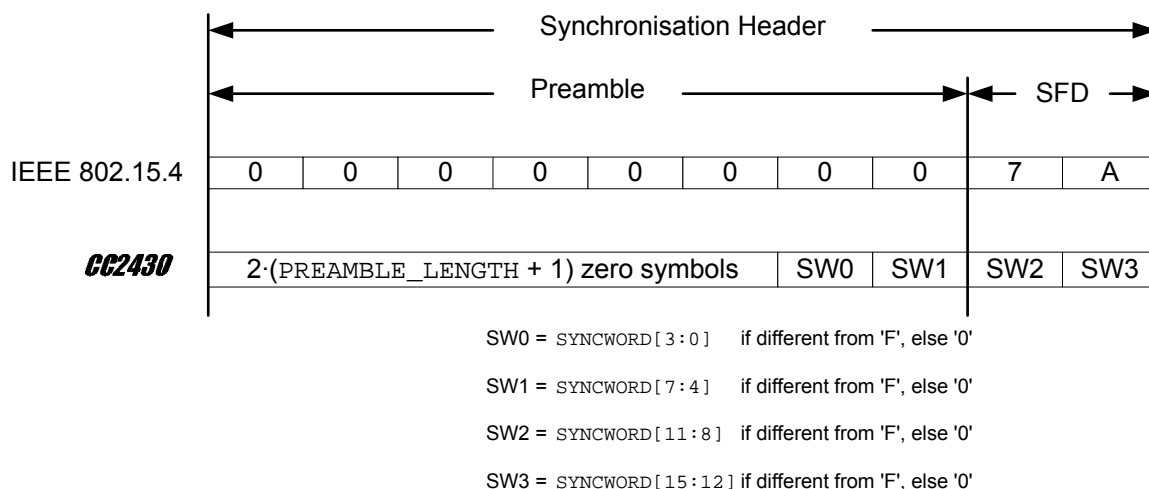 Synchronisation Header
Preamble SFD
IEEE 802.15.4 0 0 0 0 0 0 0 0 7 A
CC2430 2·(PREAMBLE_LENGTH + 1) zero symbols SW0 SW1 SW2 SW3
SW0 = SYNCWORD[3:0] if different from 'F', else '0'
SW1 = SYNCWORD[7:4] if different from 'F', else '0'
SW2 = SYNCWORD[11:8] if different from 'F', else '0'
SW3 = SYNCWORD[15:12] if different from 'F', else '0'